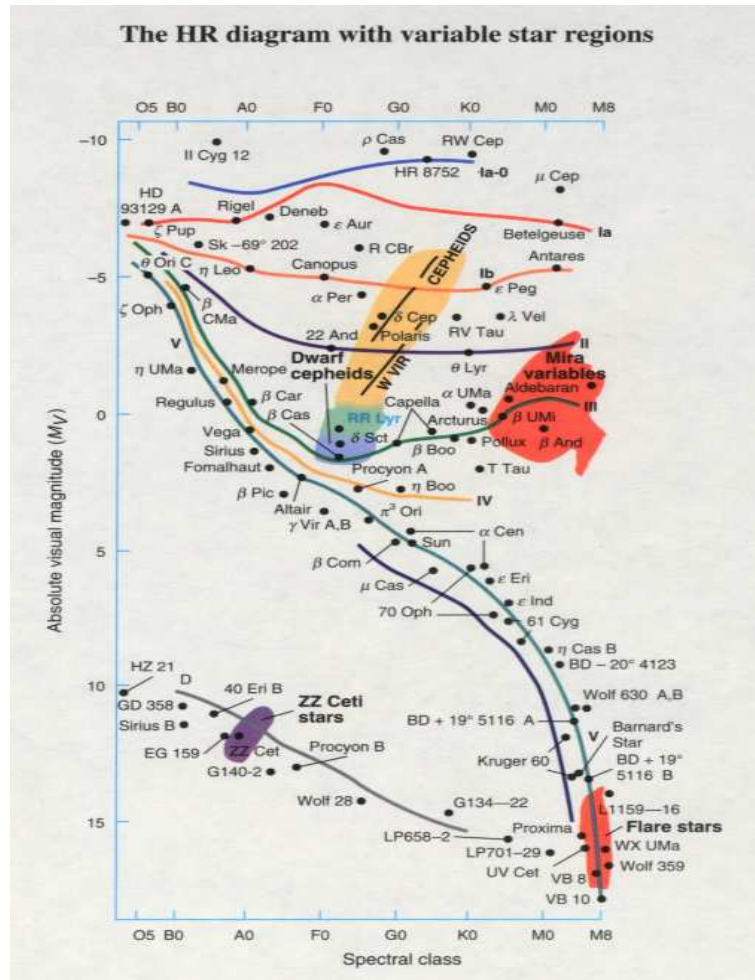 The HR diagram with variable star regions
O5 B0 A0 F0 G0 K0 M0 M8
–10
II Cyg 12
ρ Cas
RW Cep
HR 8752
Ia-0
μ Cep
HD
93129 A
ζ Pup
Rigel
Deneb
ε Aur
Betelgeuse
Ia
Sk –69° 202
R CBr
CEPHEIDS
θ Ori C
η Leo
Canopus
Antares
–5
Ib
ε Peg
α Per
ζ Oph
β
CMa
δ Cep
Polaris
RV Tau
λ Vel
22 And
V
II
W VIR
θ Lyr
Dwarf
cepheids
Mira
variables
η UMa
Merope
β Car
Capella
α UMa
Aldebaran
III
Regulus
β Cas
RR Lyr
Arcturus
β UMi
0
Vega
δ Sct
β Boo
Pollux
β And
Sirius
Fomalhaut
Procyon A
T Tau
η Boo
β Pic
IV
Altair
π³ Ori
γ Vir A,B
α Cen
Sun
5
β Com
μ Cas
ε Eri
70 Oph
ε Ind
61 Cyg
η Cas B
BD – 20° 4123
HZ 21
D
10
40 Eri B
ZZ Ceti
stars
Wolf 630 A,B
GD 358
BD + 19° 5116 A
V
Barnard's
Star
Sirius B
EG 159
ZZ Cet
Procyon B
Kruger 60
BD + 19°
5116 B
G140-2
Wolf 28
G134—22
L1159—16
15
Proxima
Flare stars
LP658–2
LP701–29
WX UMa
UV Cet
Wolf 359
VB 8
VB 10
Absolute visual magnitude (MV)
O5 B0 A0 F0 G0 K0 M0 M8
Spectral class